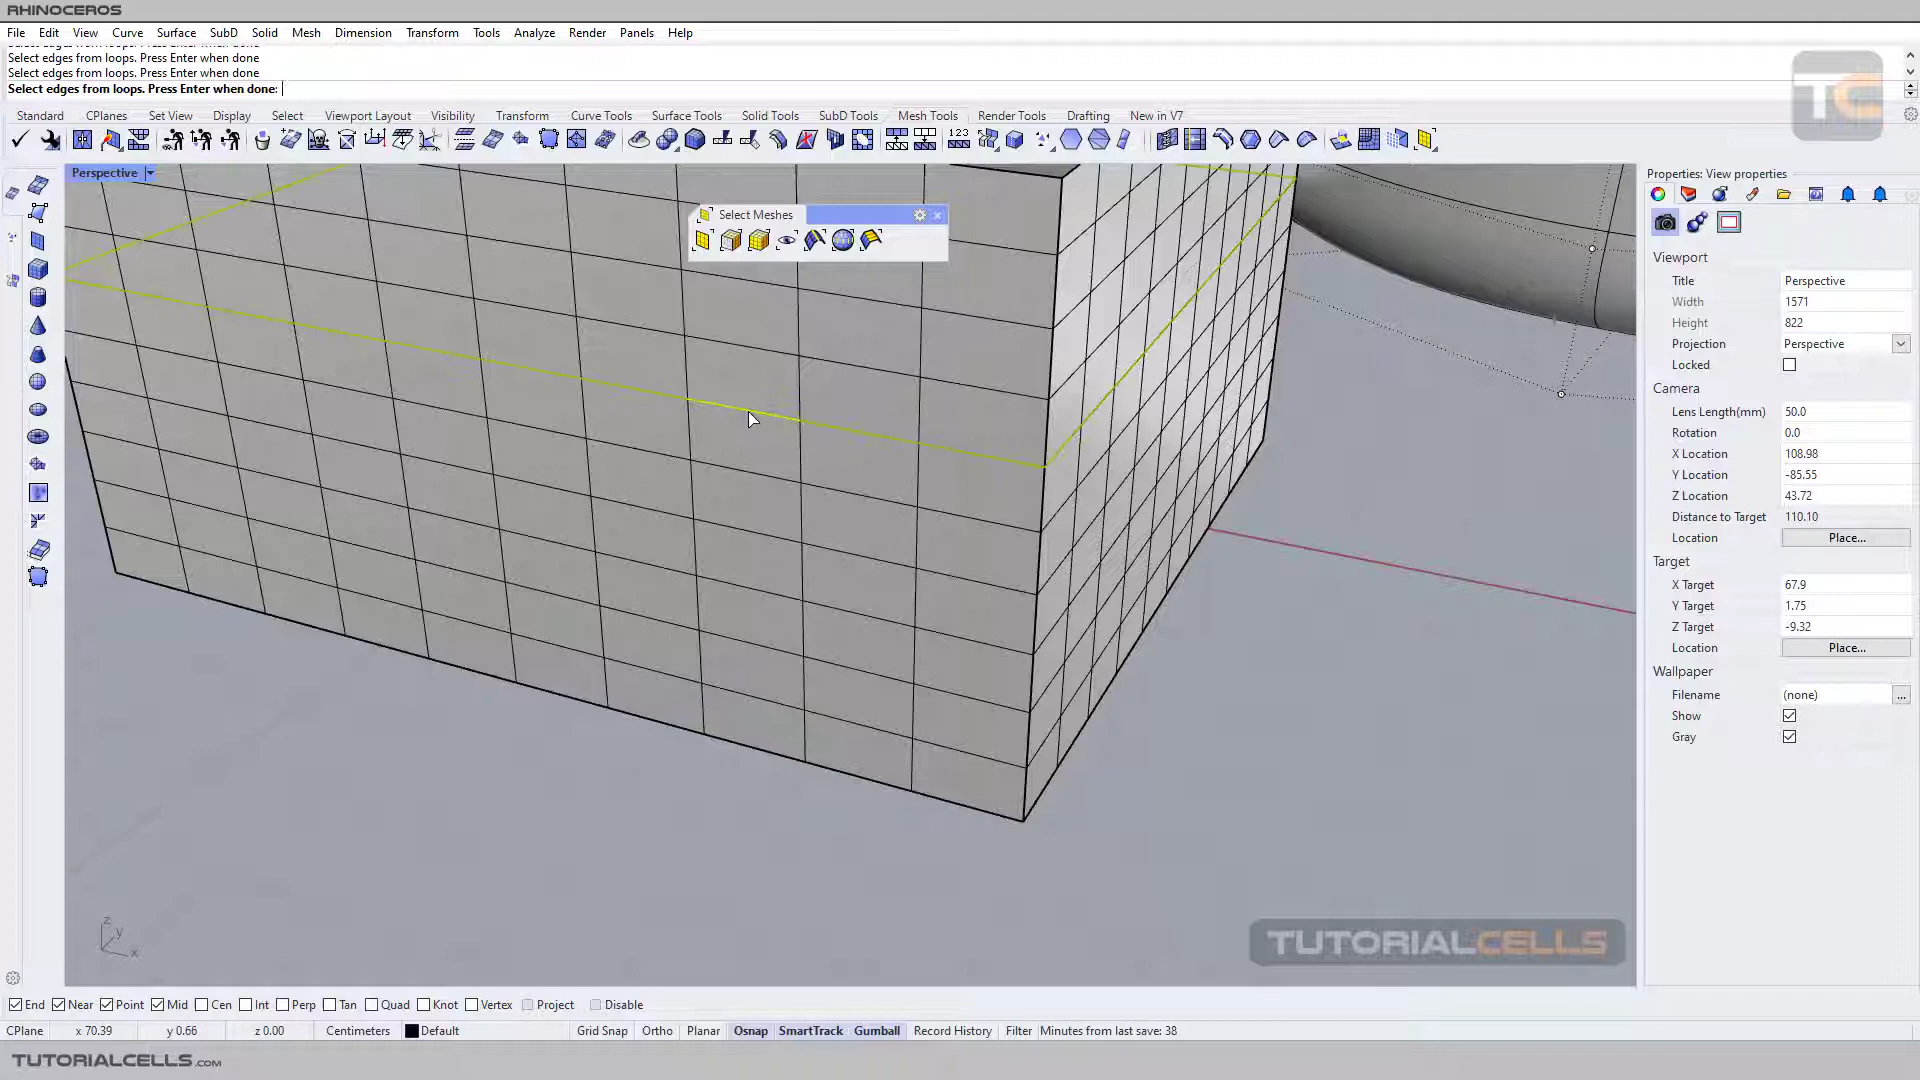 RHINOCEROS
File Edit View Curve Surface SubD Solid Mesh Dimension Transform Tools Analyze Render Panels Help
Select edges from loops. Press Enter when done
Select edges from loops. Press Enter when done
Select edges from loops. Press Enter when done:
TC
Standard CPlanes Set View Display Select Viewport Layout Visibility Transform Curve Tools Surface Tools Solid Tools SubD Tools Mesh Tools Render Tools Drafting New in V7
123
Perspective
Select Meshes
Properties: View properties
Viewport
Title Perspective
Width 1571
Height 822
Projection Perspective
Locked
Camera
Lens Length(mm) 50.0
Rotation 0.0
X Location 108.98
Y Location -85.55
Z Location 43.72
Distance to Target 110.10
Location Place...
Target
X Target 67.9
Y Target 1.75
Z Target -9.32
Location Place...
Wallpaper
Filename (none) ...
Show
Gray
z
y
x
TUTORIALCELLS
End Near Point Mid Cen Int Perp Tan Quad Knot Vertex Project Disable
CPlane x 70.39 y 0.66 z 0.00 Centimeters Default Grid Snap Ortho Planar Osnap SmartTrack Gumball Record History Filter Minutes from last save: 38
TUTORIALCELLS.COM